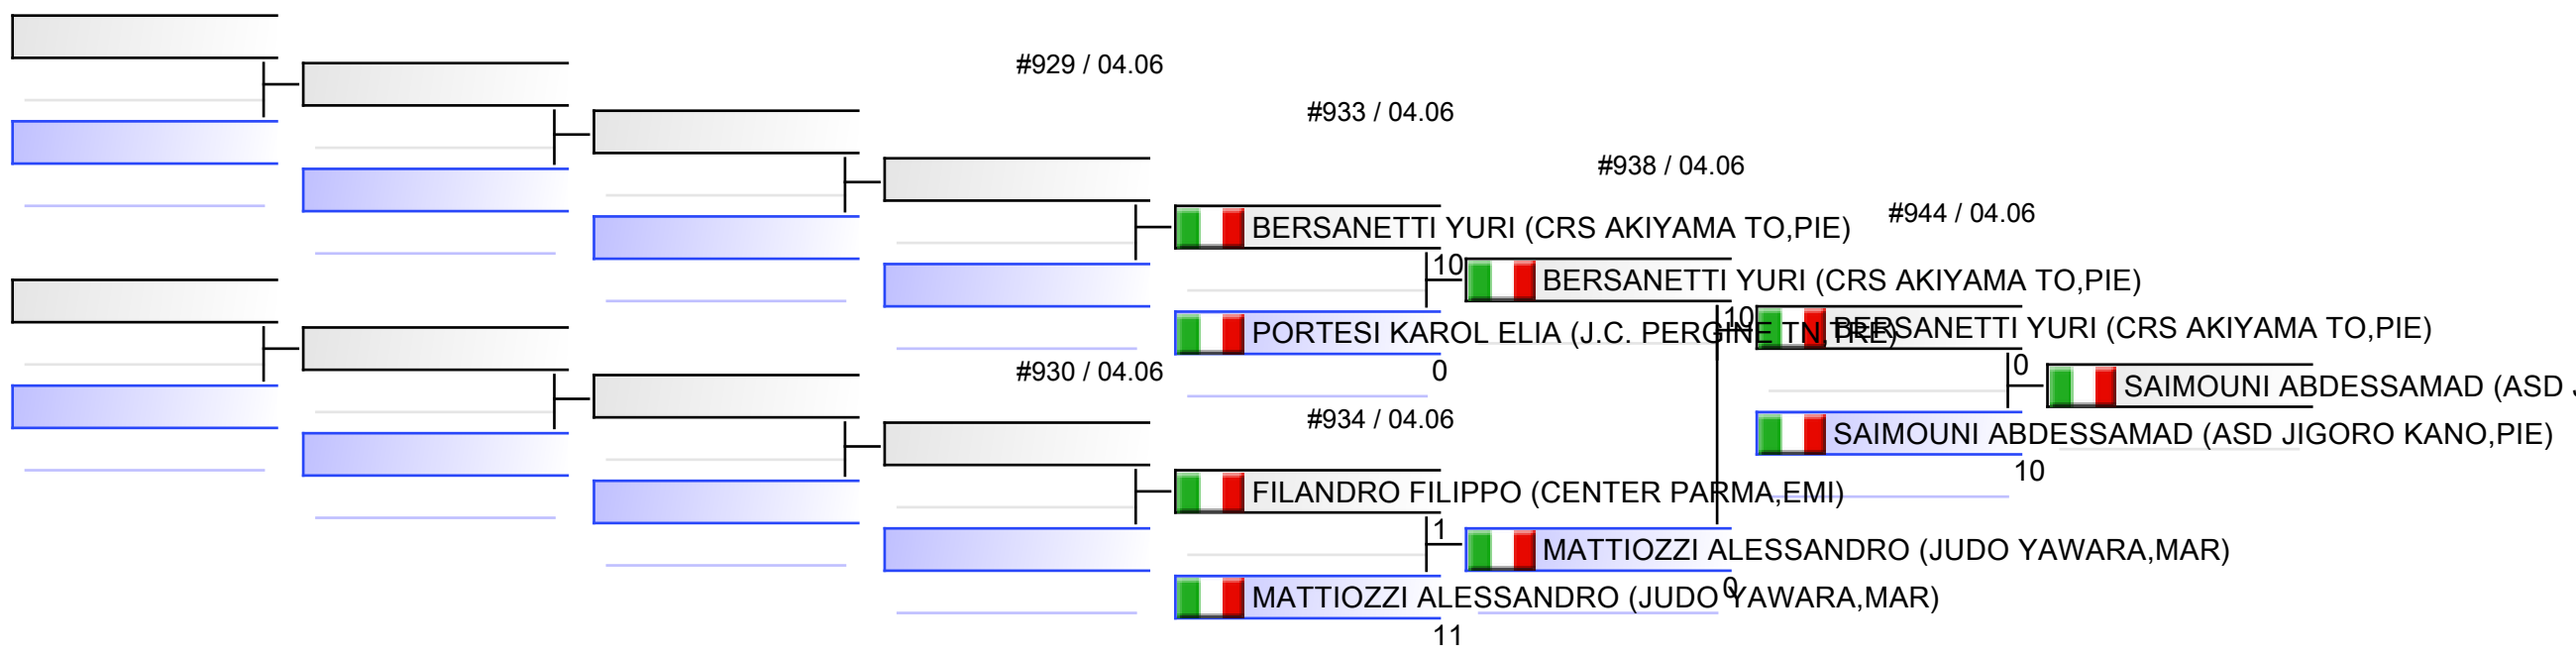 #929 / 04.06
#933 / 04.06
#938 / 04.06
#944 / 04.06
BERSANETTI YURI (CRS AKIYAMA TO,PIE)
10
BERSANETTI YURI (CRS AKIYAMA TO,PIE)
10
BERSANETTI YURI (CRS AKIYAMA TO,PIE)
PORTESI KAROL ELIA (J.C. PERGINE TN,TRE)
0
0
#930 / 04.06
SAIMOUNI ABDESSAMAD (ASD J
#934 / 04.06
SAIMOUNI ABDESSAMAD (ASD JIGORO KANO,PIE)
10
FILANDRO FILIPPO (CENTER PARMA,EMI)
1
MATTIOZZI ALESSANDRO (JUDO YAWARA,MAR)
0
MATTIOZZI ALESSANDRO (JUDO YAWARA,MAR)
11